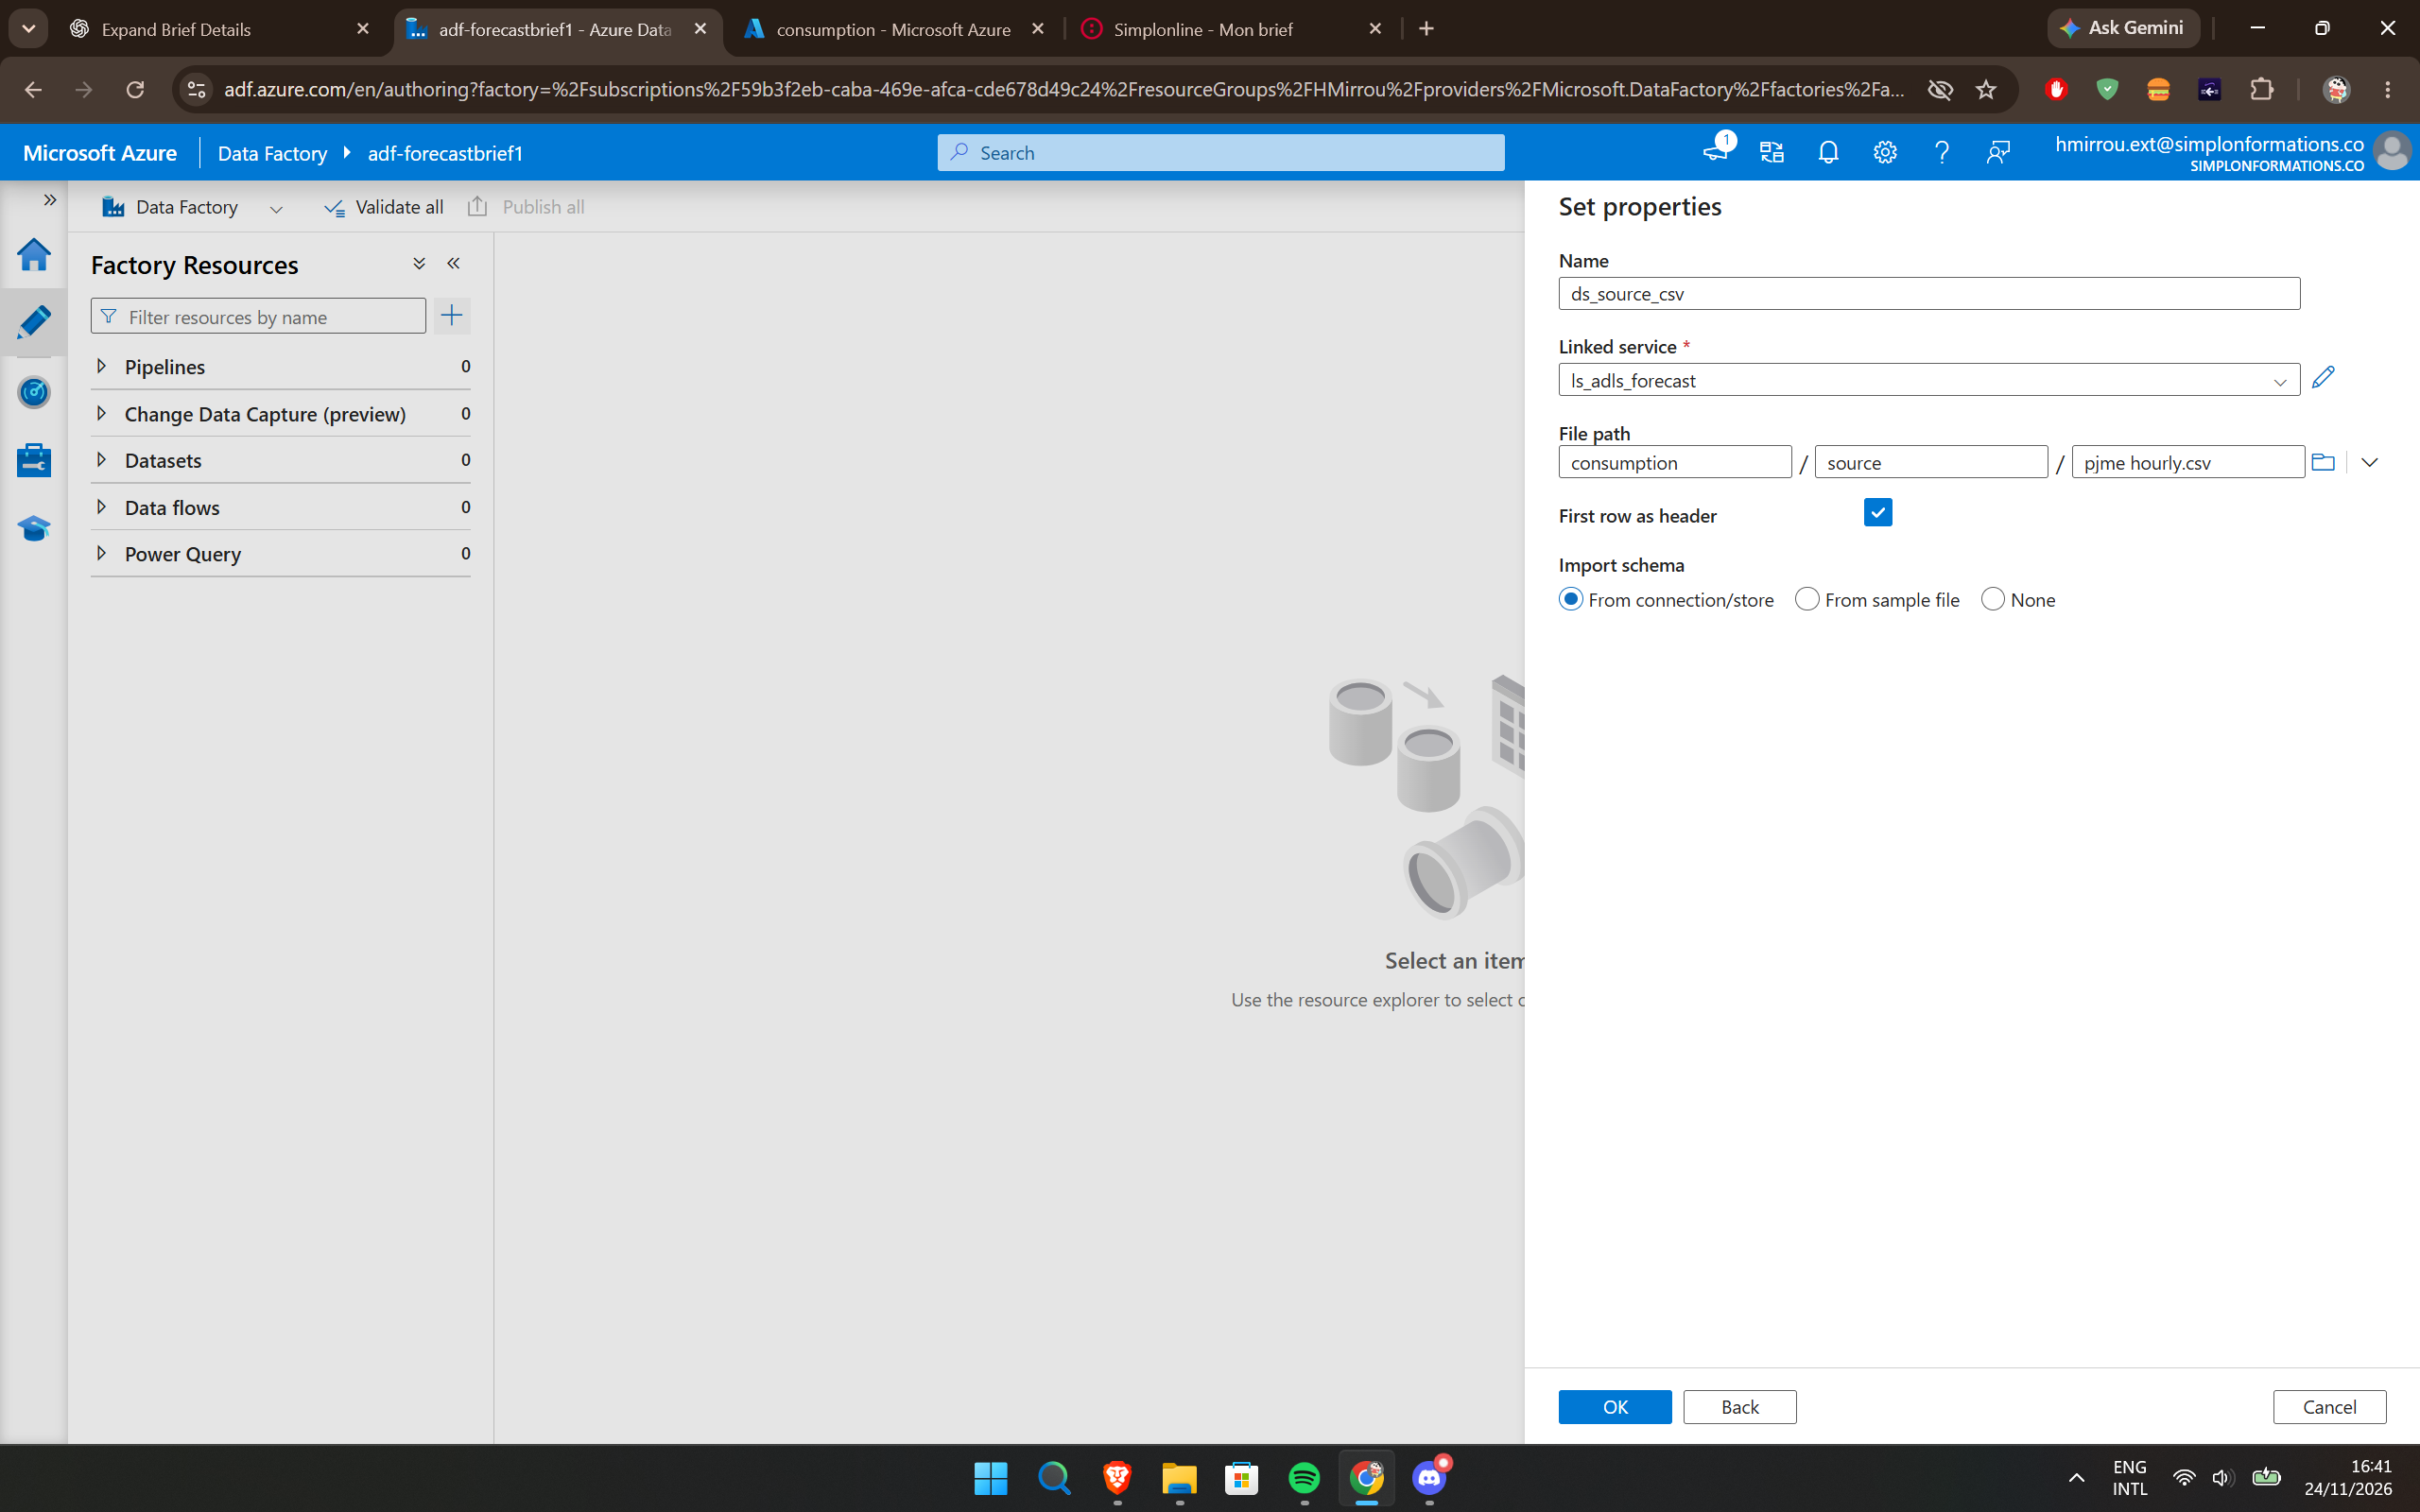 Expand Brief Details
adf-forecastbrief1 - Azure Data
consumption - Microsoft Azure
Simplonline - Mon brief
Ask Gemini
adf.azure.com/en/authoring?factory=%2Fsubscriptions%2F59b3f2eb-caba-469e-afca-cde678d49c24%2FresourceGroups%2FHMirrou%2Fproviders%2FMicrosoft.DataFactory%2Ffactories%2Fa...
Microsoft Azure
Data Factory
adf-forecastbrief1
Search
1
hmirrou.ext@simplonformations.co
SIMPLONFORMATIONS.CO
Data Factory
Validate all
Publish all
Factory Resources
Filter resources by name
Pipelines 0
Change Data Capture (preview) 0
Datasets 0
Data flows 0
Power Query 0
Select an item
Use the resource explorer to select
Set properties
Name
ds_source_csv
Linked service *
ls_adls_forecast
File path
consumption / source / pjme hourly.csv
First row as header
Import schema
From connection/store From sample file None
OK Back Cancel
ENG
INTL
16:41
24/11/2026